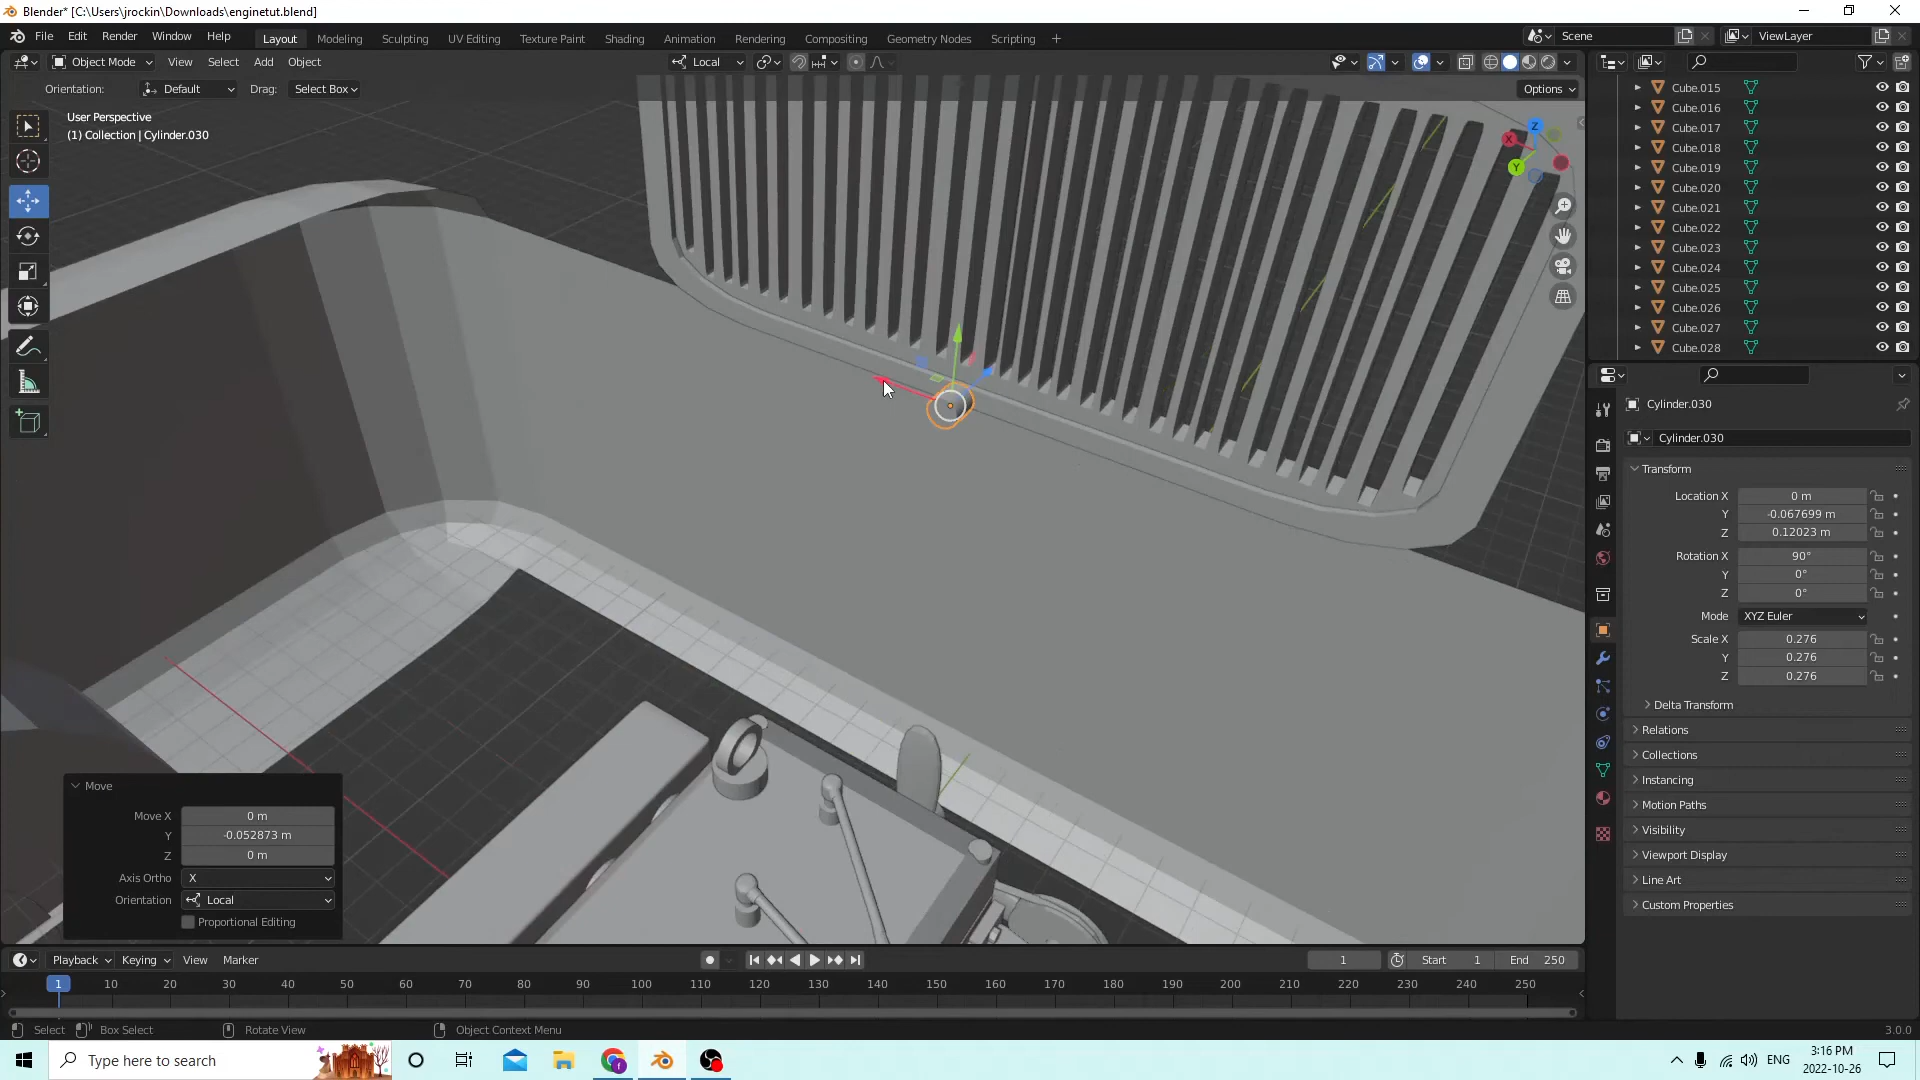 Blender* [C:\Users\jrockin\Downloads\enginetut.blend]
File Edit Render Window Help Layout Modeling Sculpting UV Editing Texture Paint Shading Animation Rendering Compositing Geometry Nodes Scripting + Scene ViewLayer
Object Mode View Select Add Object Local
Orientation: Default Drag: Select Box Options
User Perspective
(1) Collection | Cylinder.030
X Y Z
Cube.015
Cube.016
Cube.017
Cube.018
Cube.019
Cube.020
Cube.021
Cube.022
Cube.023
Cube.024
Cube.025
Cube.026
Cube.027
Cube.028
Cylinder.030
Cylinder.030
Transform
Location X 0 m
Y -0.067699 m
Z 0.12023 m
Rotation X 90°
Y 0°
Z 0°
Mode XYZ Euler
Scale X 0.276
Y 0.276
Z 0.276
Delta Transform
Relations
Collections
Instancing
Motion Paths
Visibility
Viewport Display
Line Art
Custom Properties
Move
Move X 0 m
Y -0.052873 m
Z 0 m
Axis Ortho X
Orientation Local
Proportional Editing
Playback Keying View Marker 1 Start 1 End 250
1 10 20 30 40 50 60 70 80 90 100 110 120 130 140 150 160 170 180 190 200 210 220 230 240 250
Select Box Select Rotate View Object Context Menu 3.0.0
Type here to search ENG 3:16 PM
2022-10-26